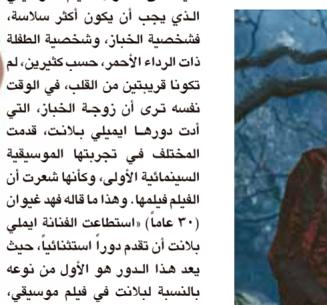 الذي يجب أن يكون أكثر سلاسة،
فشخصية الخباز، وشخصية الطفلة
ذات الرداء الأحمر، حسب كثيرين، لم
تكونا قريبتين من القلب، في الوقت
نفسه ترى أن زوجة الخباز، التي
أدت دورها ايميلي بلانت، قدمت
المختلف في تجربتها الموسيقية
السينمائية الأولى، وكأنها شعرت أن
الفيلم فيلمها. وهذا ما قاله فهد غيوان
(٣٠ عاماً) «استطاعت الفنانة ايملي
بلانت أن تقدم دوراً استثنائياً، حيث
يعد هذا الدور هو الأول من نوعه
بالنسبة لبلانت في فيلم موسيقي،